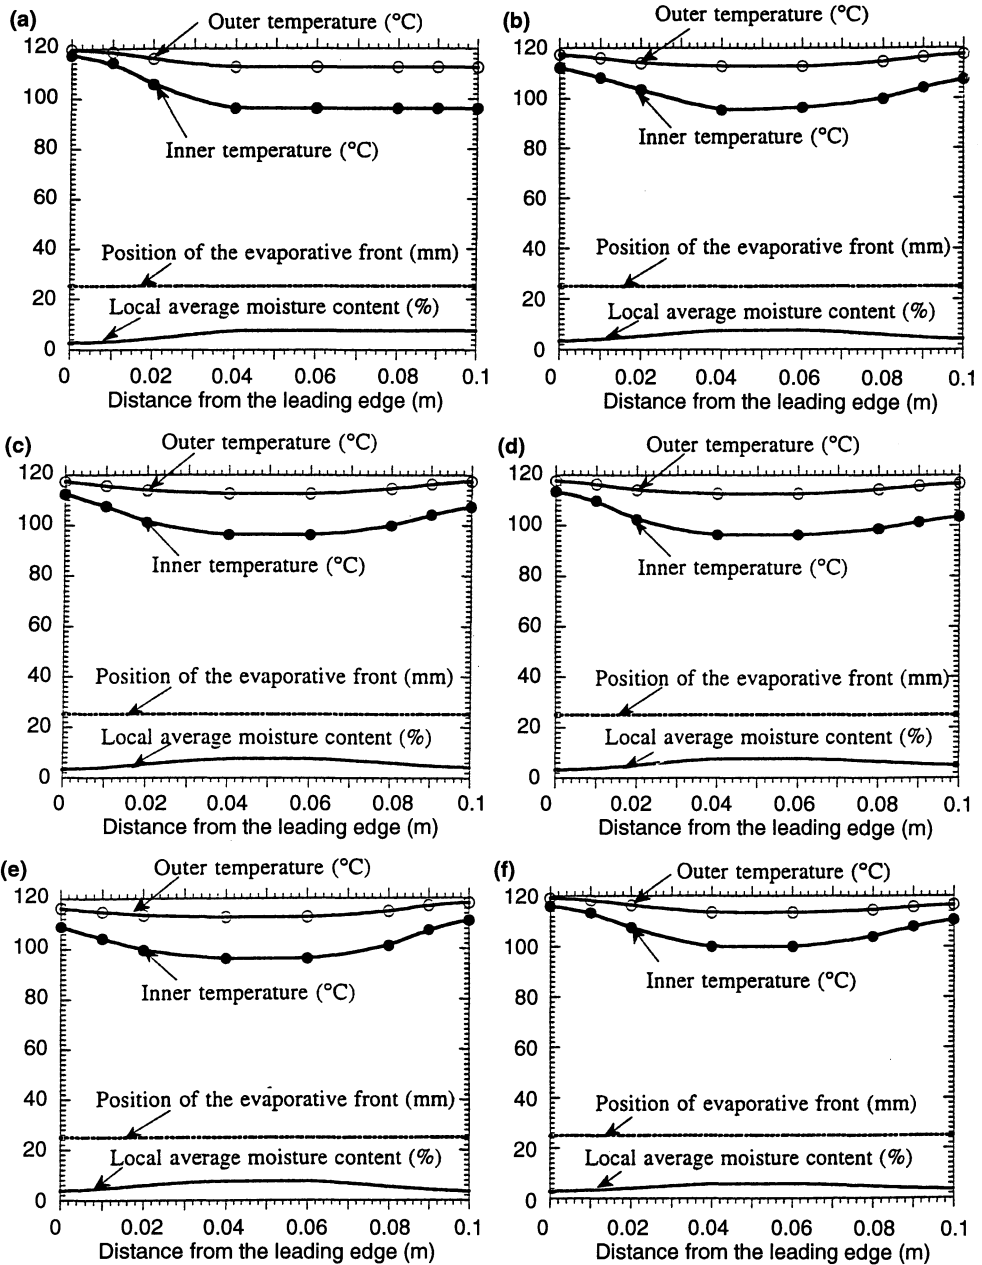 (a)
Outer temperature (°C)
120
100
80
60
40
20
0
Inner temperature (°C)
Position of the evaporative front (mm)
Local average moisture content (%)
0 0.02 0.04 0.06 0.08 0.1
Distance from the leading edge (m)
(b)
Outer temperature (°C)
120
100
80
60
40
20
0
Inner temperature (°C)
Position of the evaporative front (mm)
Local average moisture content (%)
0 0.02 0.04 0.06 0.08 0.1
Distance from the leading edge (m)
(c)
Outer temperature (°C)
120
100
80
60
40
20
0
Inner temperature (°C)
Position of the evaporative front (mm)
Local average moisture content (%)
0 0.02 0.04 0.06 0.08 0.1
Distance from the leading edge (m)
(d)
Outer temperature (°C)
120
100
80
60
40
20
0
Inner temperature (°C)
Position of the evaporative front (mm)
Local average moisture content (%)
0 0.02 0.04 0.06 0.08 0.1
Distance from the leading edge (m)
(e)
Outer temperature (°C)
120
100
80
60
40
20
0
Inner temperature (°C)
Position of the evaporative front (mm)
Local average moisture content (%)
0 0.02 0.04 0.06 0.08 0.1
Distance from the leading edge (m)
(f)
Outer temperature (°C)
120
100
80
60
40
20
0
Inner temperature (°C)
Position of evaporative front (mm)
Local average moisture content (%)
0 0.02 0.04 0.06 0.08 0.1
Distance from the leading edge (m)